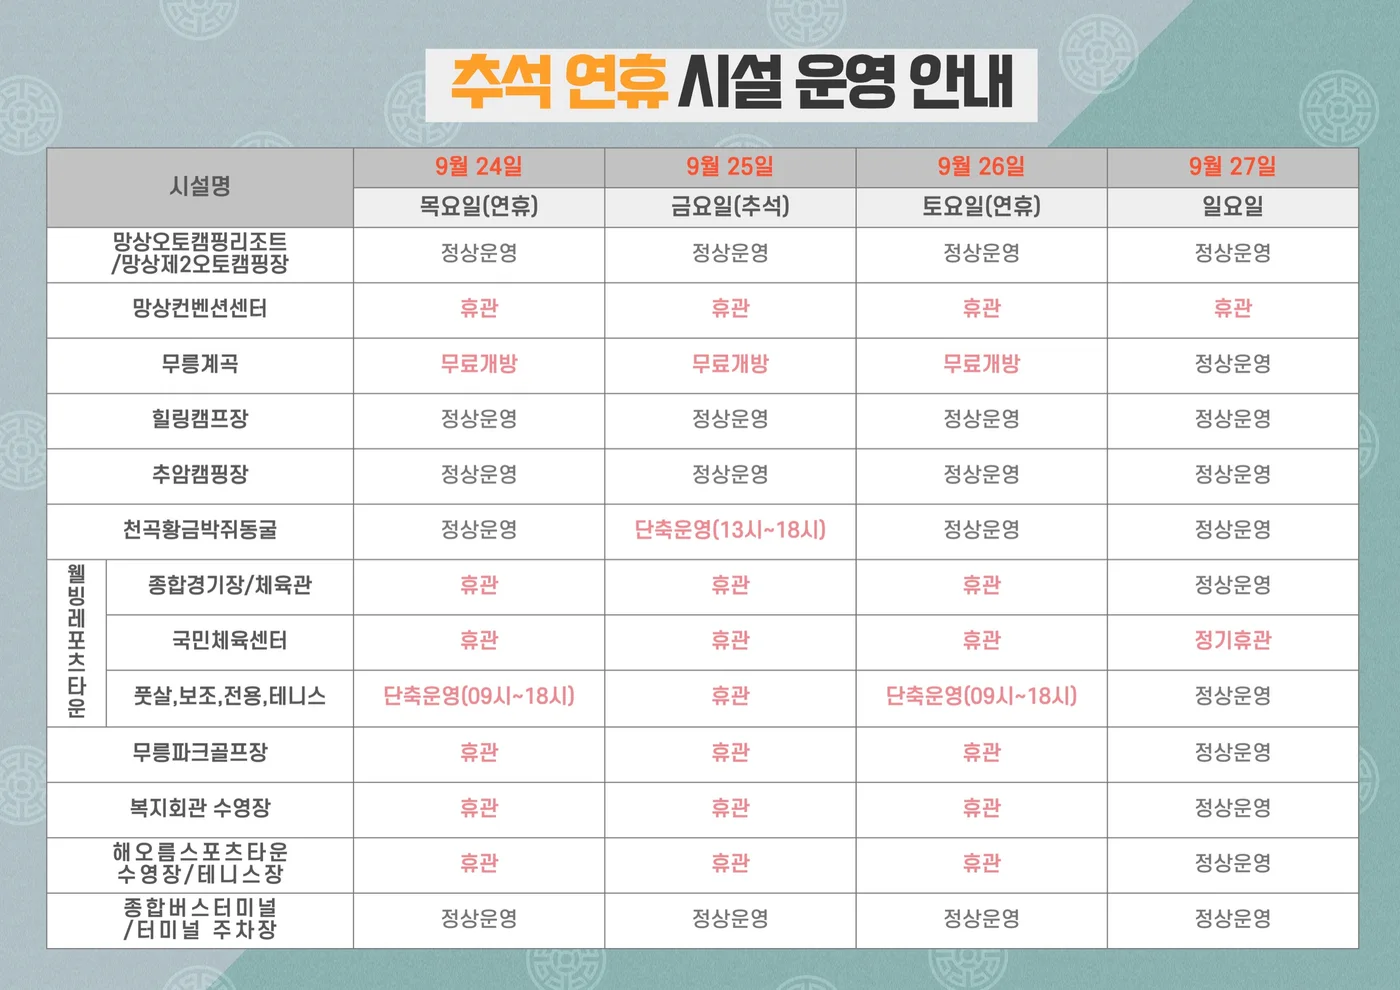 추석 연휴 시설 운영 안내
시설명 9월 24일 9월 25일 9월 26일 9월 27일
목요일(연휴) 금요일(추석) 토요일(연휴) 일요일
망상오토캠핑리조트
/망상제2오토캠핑장 정상운영 정상운영 정상운영 정상운영
망상컨벤션센터 휴관 휴관 휴관 휴관
무릉계곡 무료개방 무료개방 무료개방 정상운영
힐링캠프장 정상운영 정상운영 정상운영 정상운영
추암캠핑장 정상운영 정상운영 정상운영 정상운영
천곡황금박쥐동굴 정상운영 단축운영(13시~18시) 정상운영 정상운영
웰빙레포츠타운
종합경기장/체육관 휴관 휴관 휴관 정상운영
국민체육센터 휴관 휴관 휴관 정기휴관
풋살,보조,전용,테니스 단축운영(09시~18시) 휴관 단축운영(09시~18시) 정상운영
무릉파크골프장 휴관 휴관 휴관 정상운영
복지회관 수영장 휴관 휴관 휴관 정상운영
해오름스포츠타운
수영장/테니스장 휴관 휴관 휴관 정상운영
종합버스터미널
/터미널 주차장 정상운영 정상운영 정상운영 정상운영